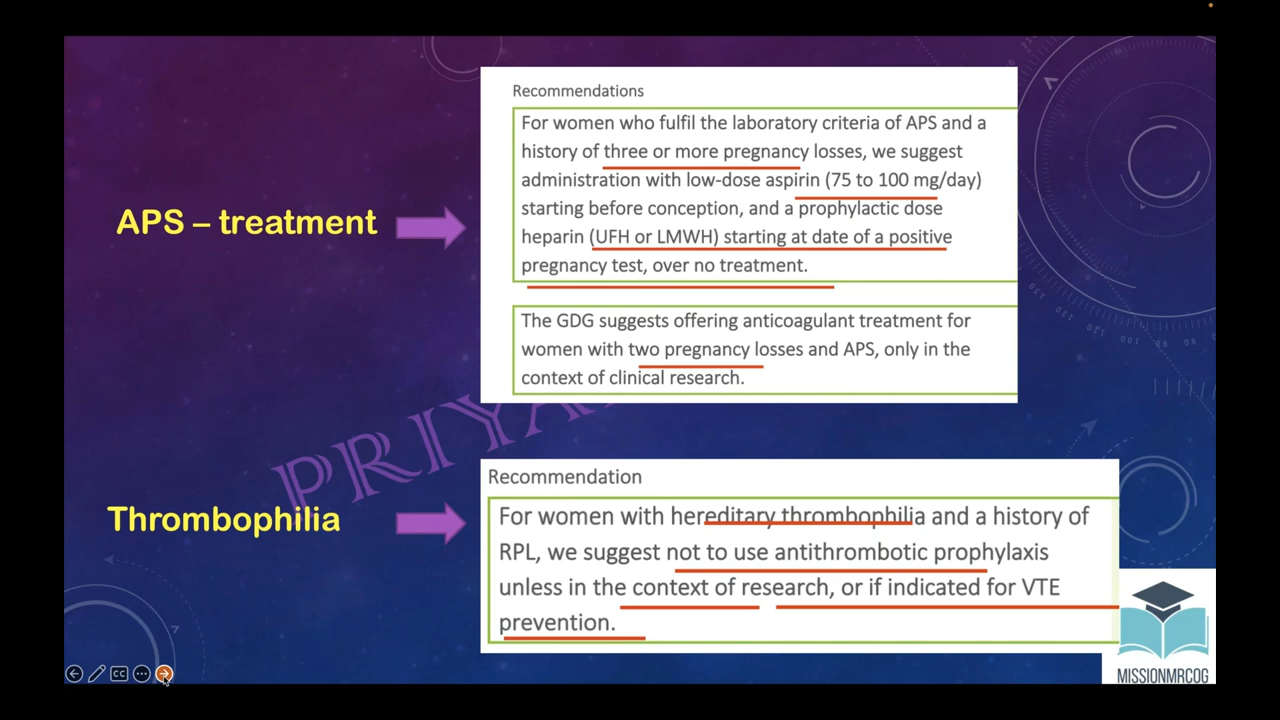 Recommendations
For women who fulfil the laboratory criteria of APS and a
history of three or more pregnancy losses, we suggest
administration with low-dose aspirin (75 to 100 mg/day)
starting before conception, and a prophylactic dose
heparin (UFH or LMWH) starting at date of a positive
pregnancy test, over no treatment.
APS – treatment
The GDG suggests offering anticoagulant treatment for
women with two pregnancy losses and APS, only in the
context of clinical research.
Recommendation
For women with hereditary thrombophilia and a history of
RPL, we suggest not to use antithrombotic prophylaxis
unless in the context of research, or if indicated for VTE
prevention.
Thrombophilia
MISSIONMRCOG
CC